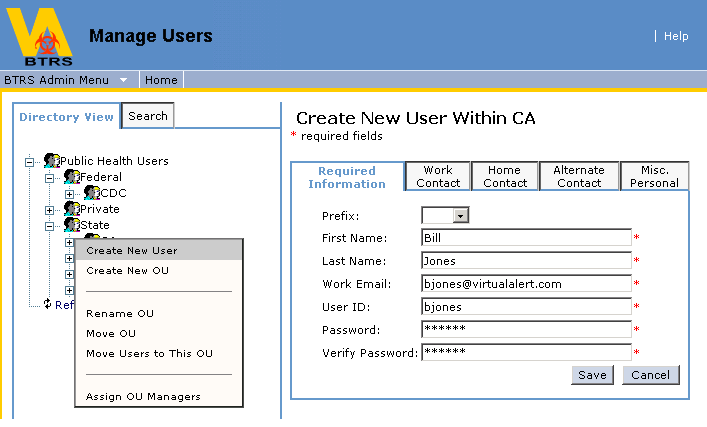 VA
BTRS
Manage Users
| Help
BTRS Admin Menu
Home
Directory View
Search
Public Health Users
Federal
CDC
Private
State
Create New User
Create New OU
Rename OU
Move OU
Move Users to This OU
Assign OU Managers
Ref
Create New User Within CA
* required fields
Required Information
Work Contact
Home Contact
Alternate Contact
Misc. Personal
Prefix:
First Name: Bill *
Last Name: Jones *
Work Email: bjones@virtualalert.com *
User ID: bjones *
Password: ****** *
Verify Password: ****** *
Save
Cancel